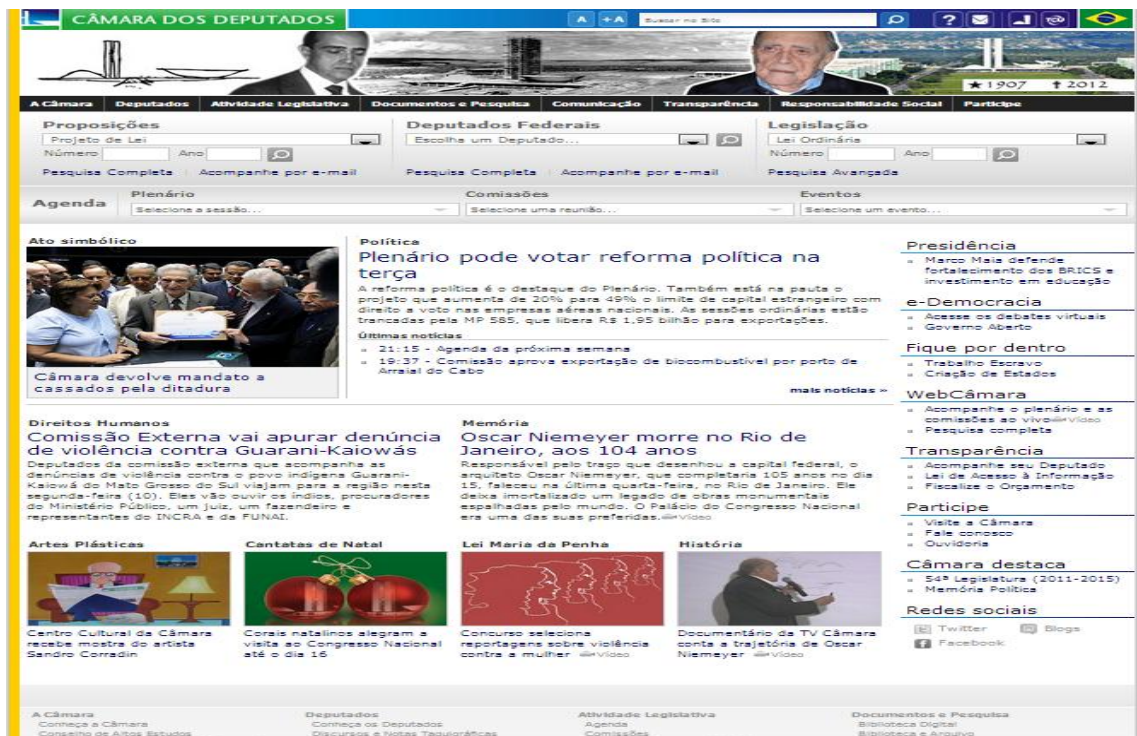 CÂMARA DOS DEPUTADOS
A +A Buscar no Site ?
★1907 ✝2012
A Câmara Deputados Atividade Legislativa Documentos e Pesquisa Comunicação Transparência Responsabilidade Social Participe
Proposições
Projeto de Lei
Número Ano
Pesquisa Completa Acompanhe por e-mail
Deputados Federais
Escolha um Deputado...
Pesquisa Completa Acompanhe por e-mail
Legislação
Lei Ordinária
Número Ano
Pesquisa Avançada
Agenda
Plenário
Selecione a sessão...
Comissões
Selecione uma reunião...
Eventos
Selecione um evento...
Ato simbólico
Câmara devolve mandato a
cassados pela ditadura
Política
Plenário pode votar reforma política na
terça
A reforma política é o destaque do Plenário. Também está na pauta o
projeto que aumenta de 20% para 49% o limite de capital estrangeiro com
direito a voto nas empresas aéreas nacionais. As sessões ordinárias estão
trancadas pela MP 585, que libera R$ 1,95 bilhão para exportações.
Últimas notícias
» 21:15 - Agenda da próxima semana
» 19:37 - Comissão aprova exportação de biocombustível por porto de
Arraial do Cabo
mais notícias »
Direitos Humanos
Comissão Externa vai apurar denúncia
de violência contra Guarani-Kaiowás
Deputados da comissão externa que acompanha as
denúncias de violência contra o povo indígena Guarani-
Kaiowá do Mato Grosso do Sul viajam para a região nesta
segunda-feira (10). Eles vão ouvir os índios, procuradores
do Ministério Público, um juiz, um fazendeiro e
representantes do INCRA e da FUNAI.
Memória
Oscar Niemeyer morre no Rio de
Janeiro, aos 104 anos
Responsável pelo traço que desenhou a capital federal, o
arquiteto Oscar Niemeyer, que completaria 105 anos no dia
15, faleceu na última quarta-feira, no Rio de Janeiro. Ele
deixa imortalizado um legado de obras monumentais
espalhadas pelo mundo. O Palácio do Congresso Nacional
era uma das suas preferidas. Vídeo
Artes Plásticas
Centro Cultural da Câmara
recebe mostra do artista
Sandro Corradin
Cantatas de Natal
Corais natalinos alegram a
visita ao Congresso Nacional
até o dia 16
Lei Maria da Penha
Concurso seleciona
reportagens sobre violência
contra a mulher Vídeo
História
Documentário da TV Câmara
conta a trajetória de Oscar
Niemeyer Vídeo
Presidência
» Marco Maia defende
fortalecimento dos BRICS e
investimento em educação
e-Democracia
» Acesse os debates virtuais
» Governo Aberto
Fique por dentro
» Trabalho Escravo
» Criação de Estados
WebCâmara
» Acompanhe o plenário e as
comissões ao vivo Vídeo
» Pesquisa completa
Transparência
» Acompanhe seu Deputado
» Lei de Acesso à Informação
» Fiscalize o Orçamento
Participe
» Visite a Câmara
» Fale conosco
» Ouvidoria
Câmara destaca
» 54ª Legislatura (2011-2015)
» Memória Política
Redes sociais
Twitter Blogs
Facebook
A Câmara
Conheça a Câmara
Conselho de Altos Estudos
Deputados
Conheça os Deputados
Discursos e Notas Taquigráficas
Atividade Legislativa
Agenda
Comissões
Documentos e Pesquisa
Biblioteca Digital
Biblioteca e Arquivo